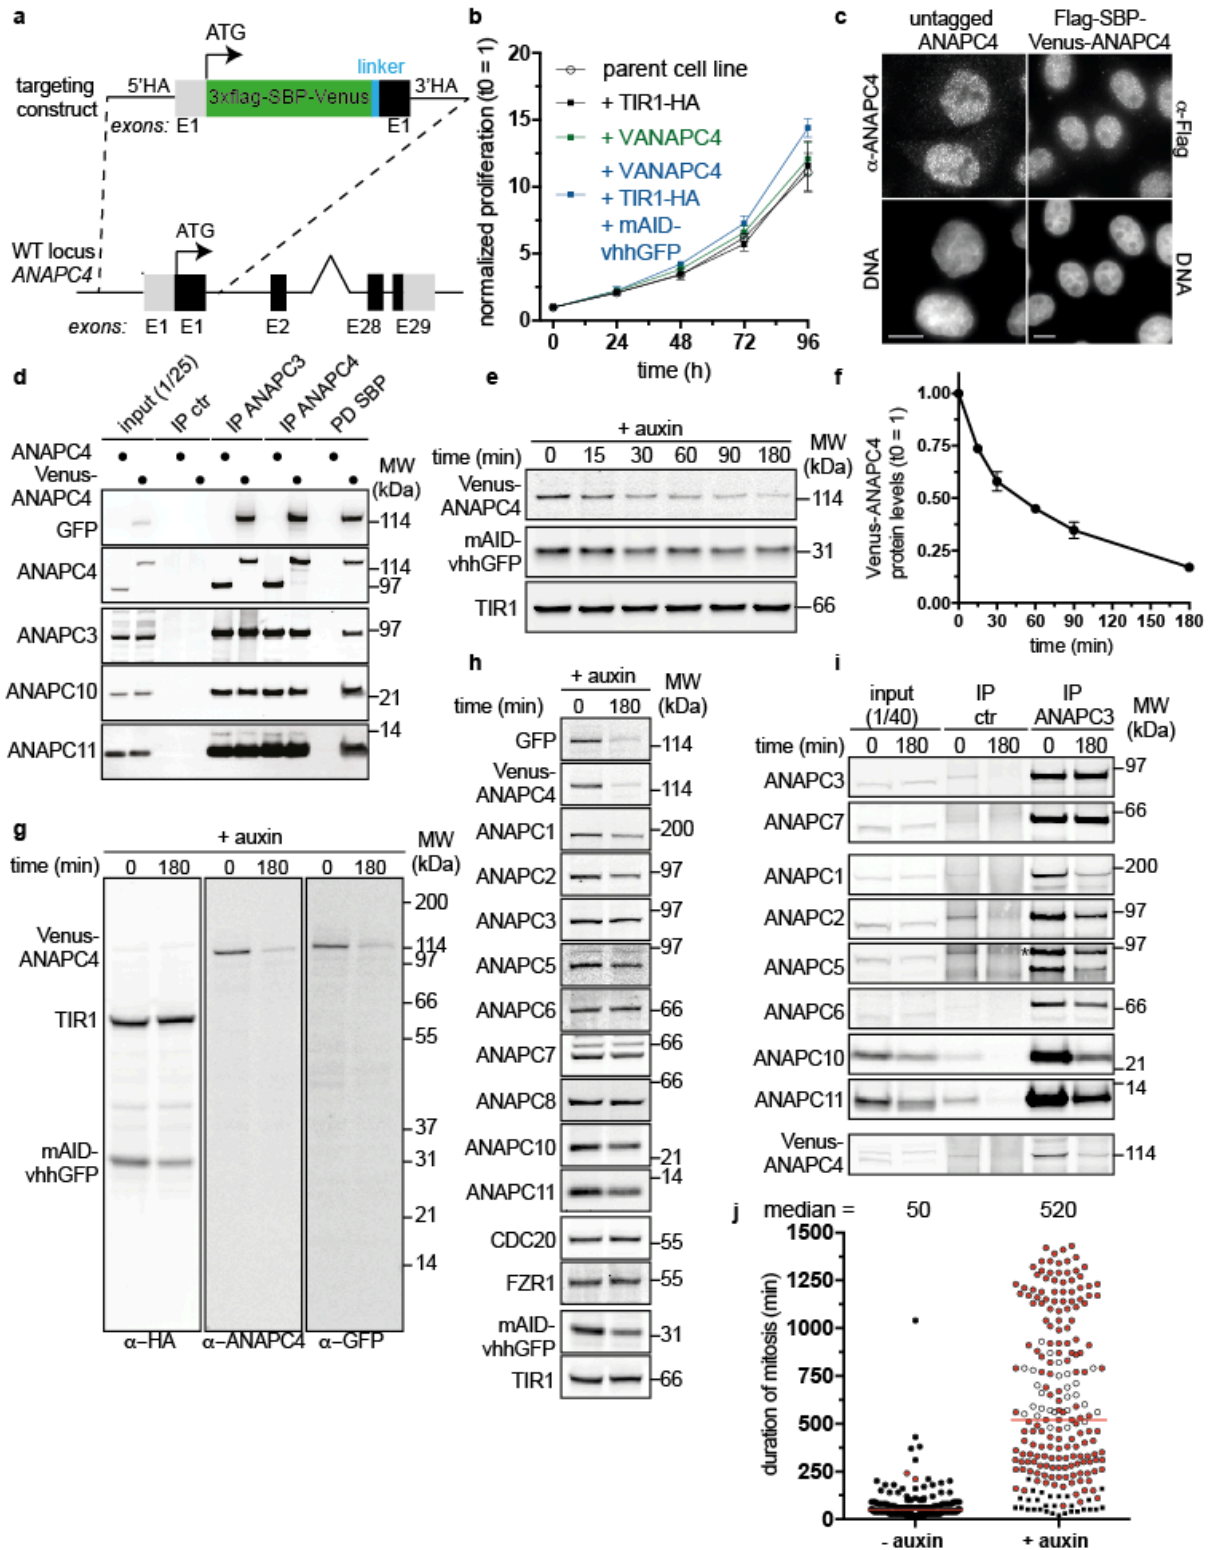 a
ATG
linker
targeting
construct
5'HA
3xflag-SBP-Venus
3'HA
exons:
E1
E1
WT locus
ANAPC4
ATG
exons:
E1
E1
E2
E28
E29
b
normalized proliferation (t0 = 1)
20
15
10
5
0
parent cell line
+ TIR1-HA
+ VANAPC4
+ VANAPC4
+ TIR1-HA
+ mAID-
vhhGFP
0
24
48
72
96
time (h)
c
untagged
ANAPC4
Flag-SBP-
Venus-ANAPC4
α-ANAPC4
α-Flag
DNA
DNA
d
input (1/25)
IP ctr
IP ANAPC3
IP ANAPC4
PD SBP
ANAPC4
Venus-
ANAPC4
MW
(kDa)
GFP
114
ANAPC4
114
97
ANAPC3
97
ANAPC10
21
ANAPC11
14
e
+ auxin
time (min)
0
15
30
60
90
180
MW
(kDa)
Venus-
ANAPC4
114
mAID-
vhhGFP
31
TIR1
66
f
Venus-ANAPC4
protein levels (t0 = 1)
1.00
0.75
0.50
0.25
0.00
0
30
60
90
120
150
180
time (min)
g
+ auxin
time (min)
0
180
0
180
0
180
MW
(kDa)
Venus-
ANAPC4
TIR1
mAID-
vhhGFP
200
114
97
66
55
37
31
21
14
α–HA
α–ANAPC4
α–GFP
h
+ auxin
time (min)
0
180
MW
(kDa)
GFP
114
Venus-
ANAPC4
114
ANAPC1
200
ANAPC2
97
ANAPC3
97
ANAPC5
97
ANAPC6
66
ANAPC7
66
ANAPC8
66
ANAPC10
21
ANAPC11
14
CDC20
55
FZR1
55
mAID-
vhhGFP
31
TIR1
66
i
input
(1/40)
IP
ctr
IP
ANAPC3
MW
(kDa)
time (min)
0
180
0
180
0
180
ANAPC3
97
ANAPC7
66
ANAPC1
200
ANAPC2
97
ANAPC5
*
97
ANAPC6
66
ANAPC10
21
ANAPC11
14
Venus-
ANAPC4
114
j
median =
50
520
duration of mitosis (min)
1500
1250
1000
750
500
250
0
- auxin
+ auxin